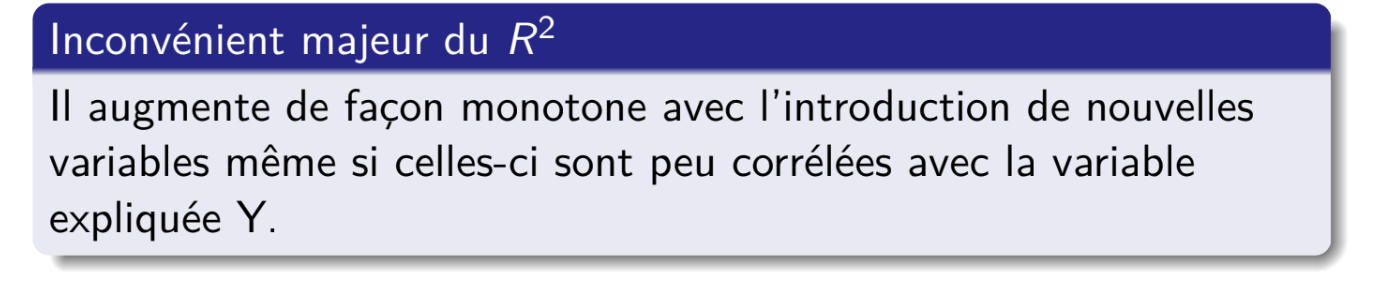 Inconvénient majeur du R²
Il augmente de façon monotone avec l'introduction de nouvelles
variables même si celles-ci sont peu corrélées avec la variable
expliquée Y.